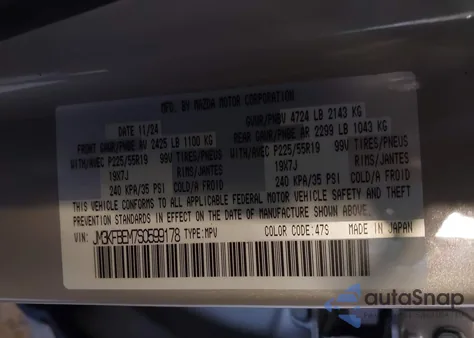 MFD. BY MAZDA MOTOR CORPORATION
DATE 11/24 GVWR/PNBV 4724 LB 2143 KG
FRONT GAWR/PNBE AV 2425 LB 1100 KG REAR GAWR/PNBE AR 2299 LB 1043 KG
WITH/AVEC P225/55R19 99V TIRES/PNEUS WITH/AVEC P225/55R19 99V TIRES/PNEUS
19X7J RIMS/JANTES 19X7J RIMS/JANTES
240 KPA/35 PSI COLD/A FROID 240 KPA/35 PSI COLD/A FROID
THIS VEHICLE CONFORMS TO ALL APPLICABLE FEDERAL MOTOR VEHICLE SAFETY AND THEFT
PREVENTION STANDARDS IN EFFECT ON THE DATE OF MANUFACTURE SHOWN ABOVE.
VIN: TYPE:MPV COLOR CODE:47S MADE IN JAPAN
autoSnap